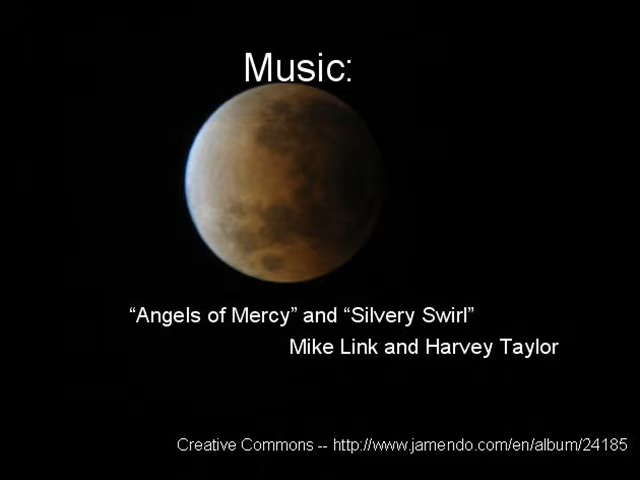 Music:
“Angels of Mercy” and “Silvery Swirl”
Mike Link and Harvey Taylor
Creative Commons -- http://www.jamendo.com/en/album/24185